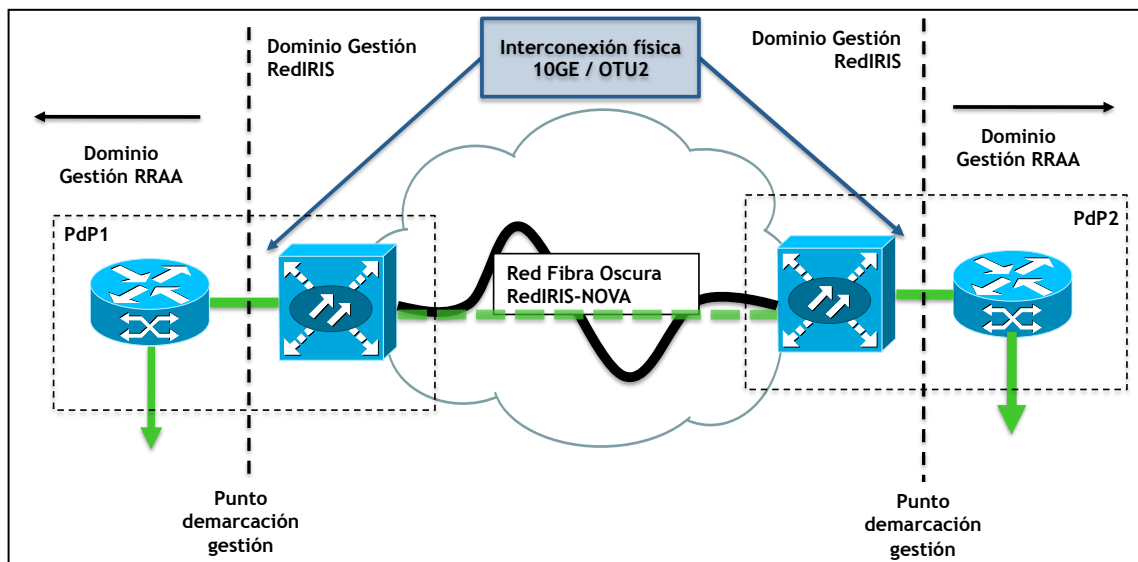 Dominio Gestión
RedIRIS
Interconexión física
10GE / OTU2
Dominio Gestión
RedIRIS
Dominio
Gestión RRAA
Dominio
Gestión RRAA
PdP1
PdP2
Red Fibra Oscura
RedIRIS-NOVA
Punto
demarcación
gestión
Punto
demarcación
gestión